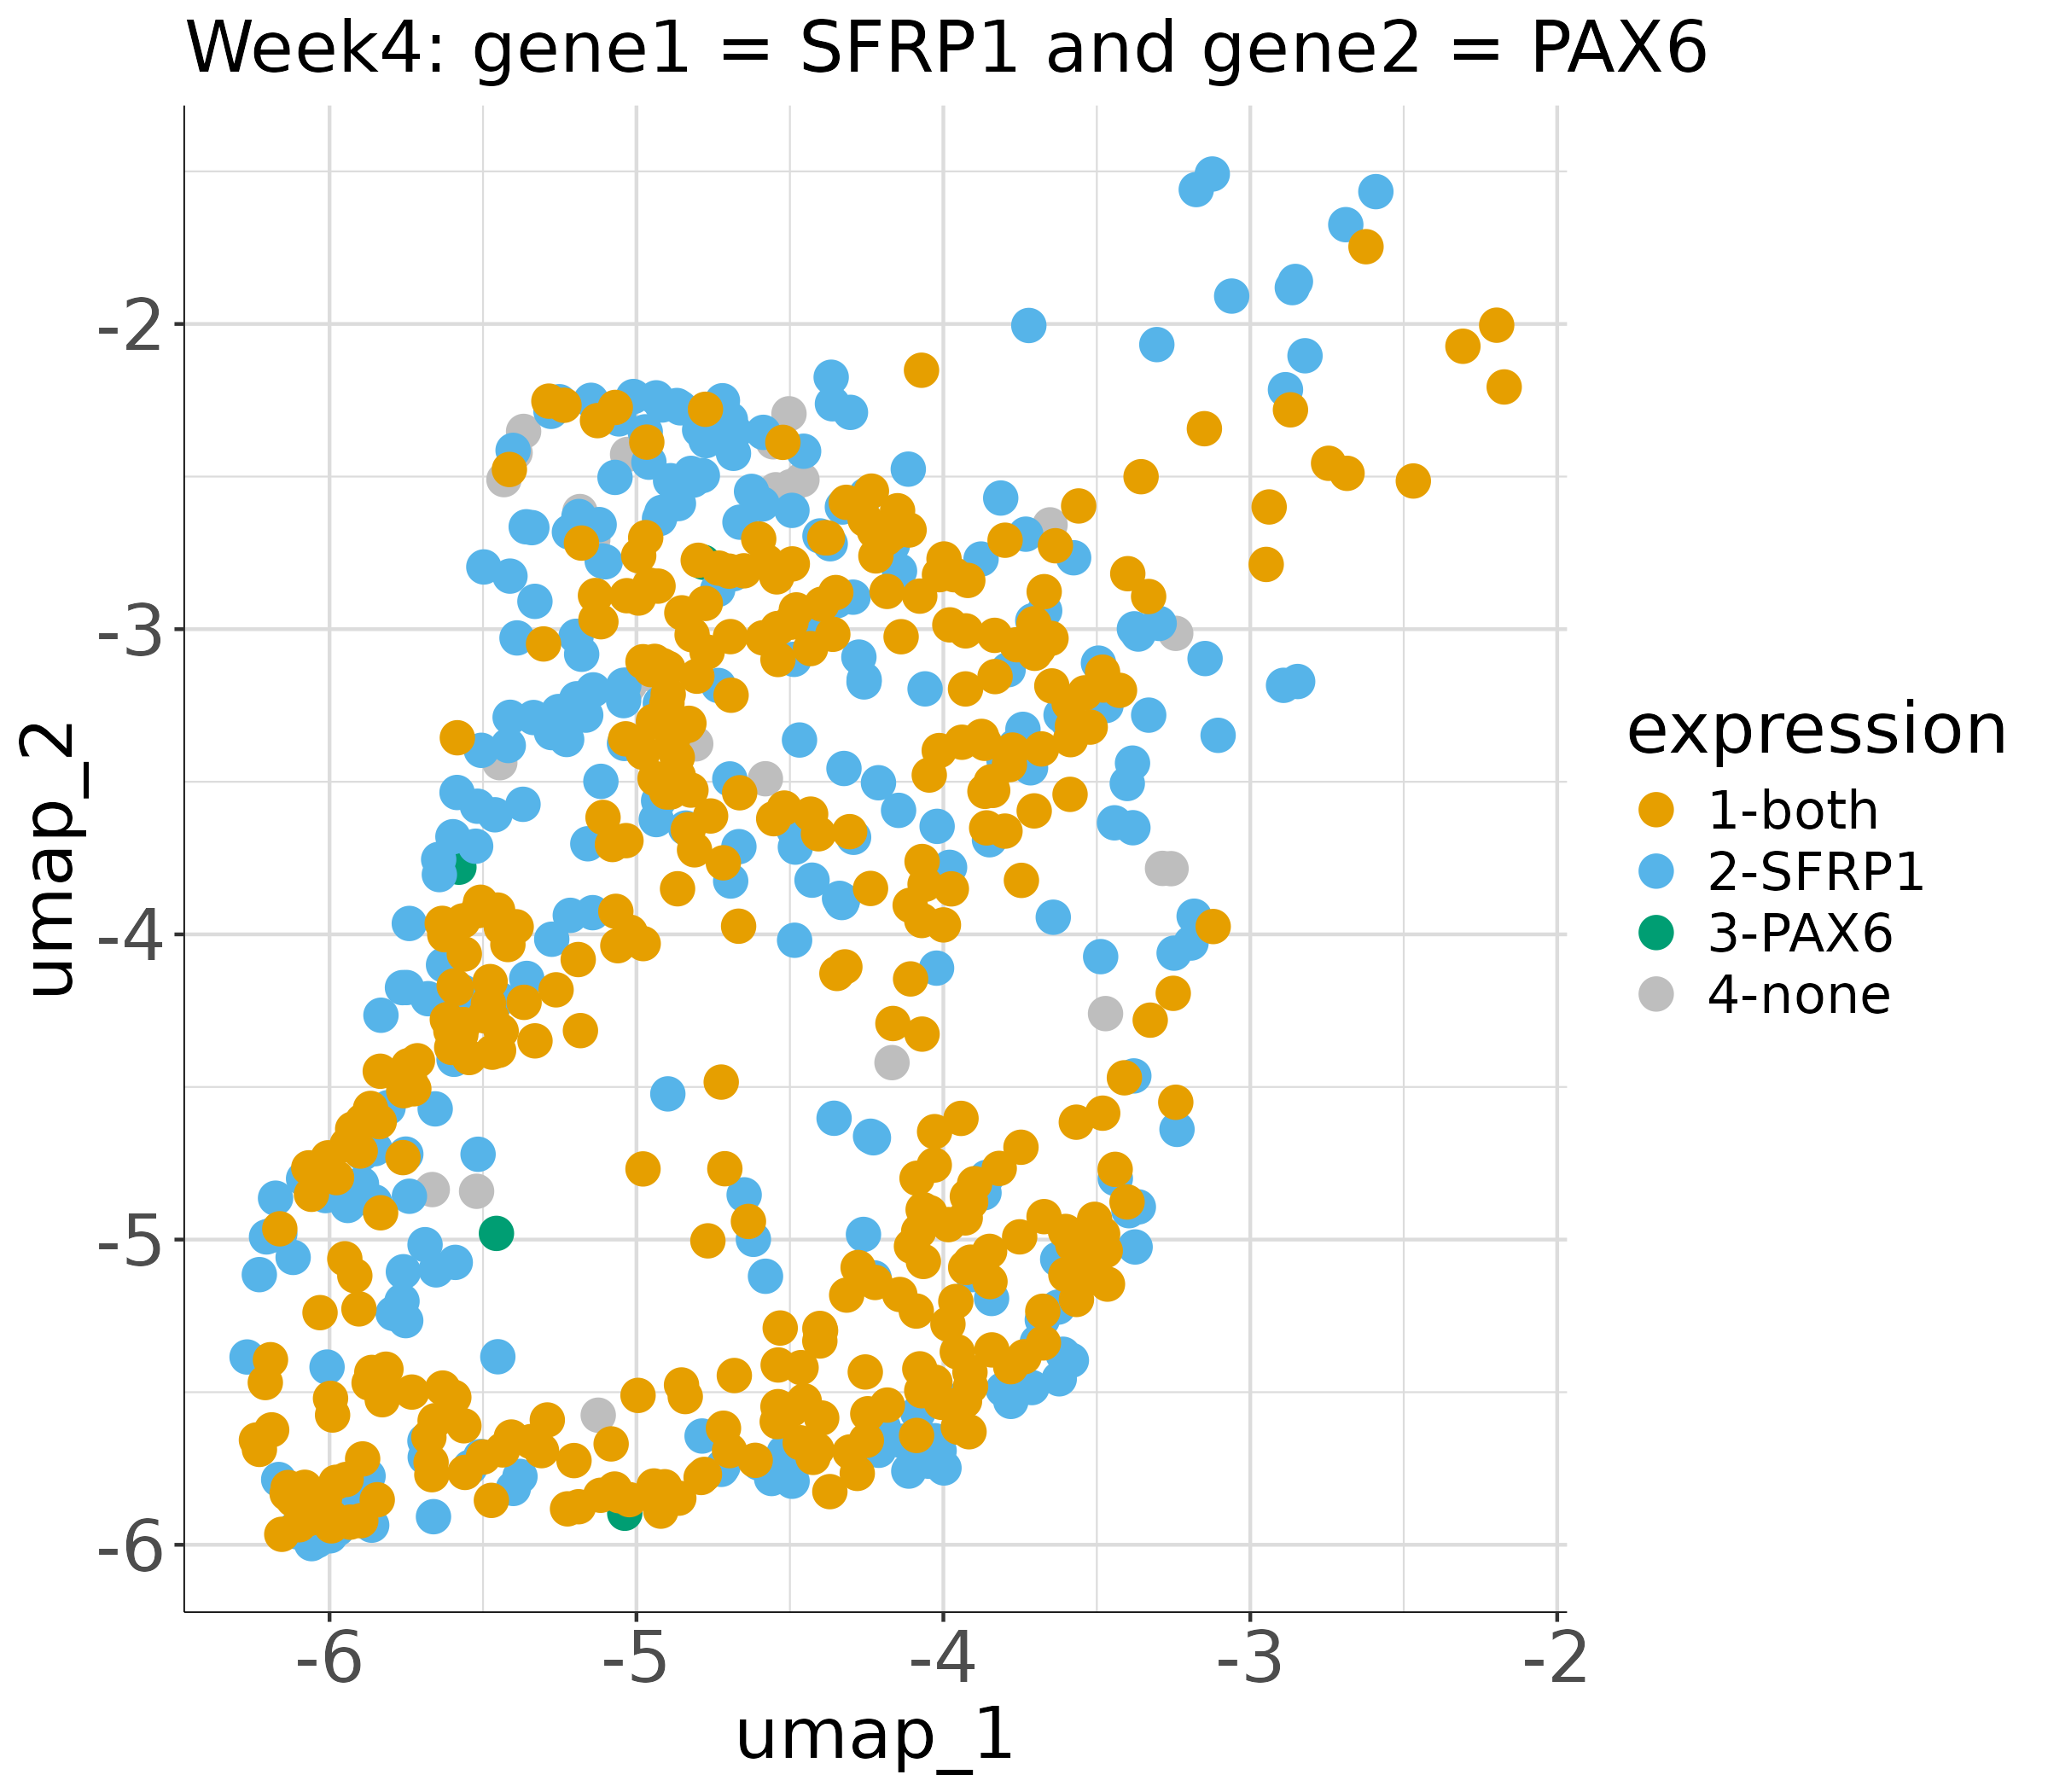 Week4: gene1 = SFRP1 and gene2 = PAX6
umap_2
-2
-3
-4
-5
-6
-6 -5 -4 -3 -2
umap_1
expression
1-both
2-SFRP1
3-PAX6
4-none